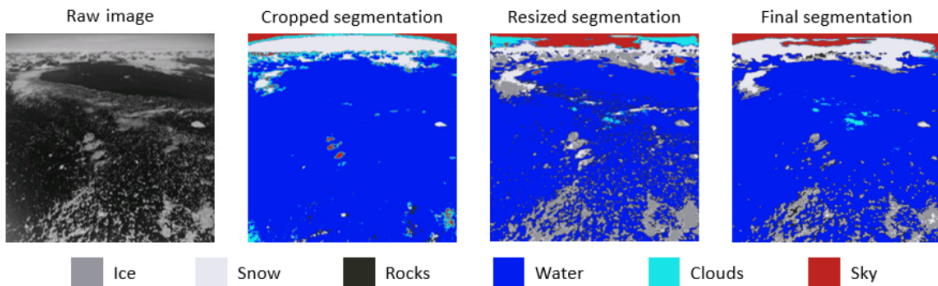 Raw image
Cropped segmentation
Resized segmentation
Final segmentation
Ice
Snow
Rocks
Water
Clouds
Sky